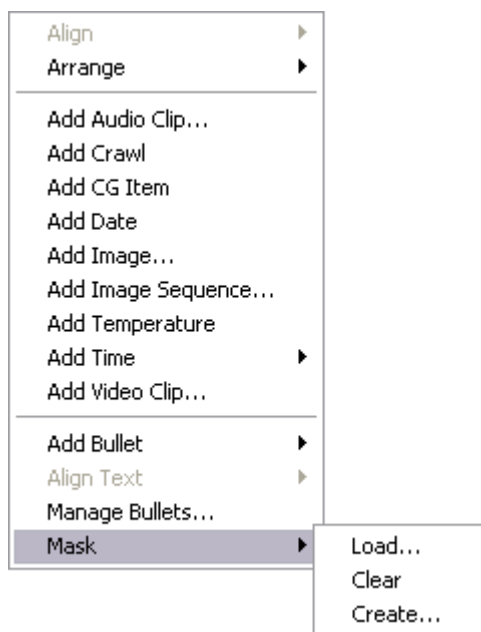 Align
Arrange
Add Audio Clip...
Add Crawl
Add CG Item
Add Date
Add Image...
Add Image Sequence...
Add Temperature
Add Time
Add Video Clip...
Add Bullet
Align Text
Manage Bullets...
Mask
Load...
Clear
Create...